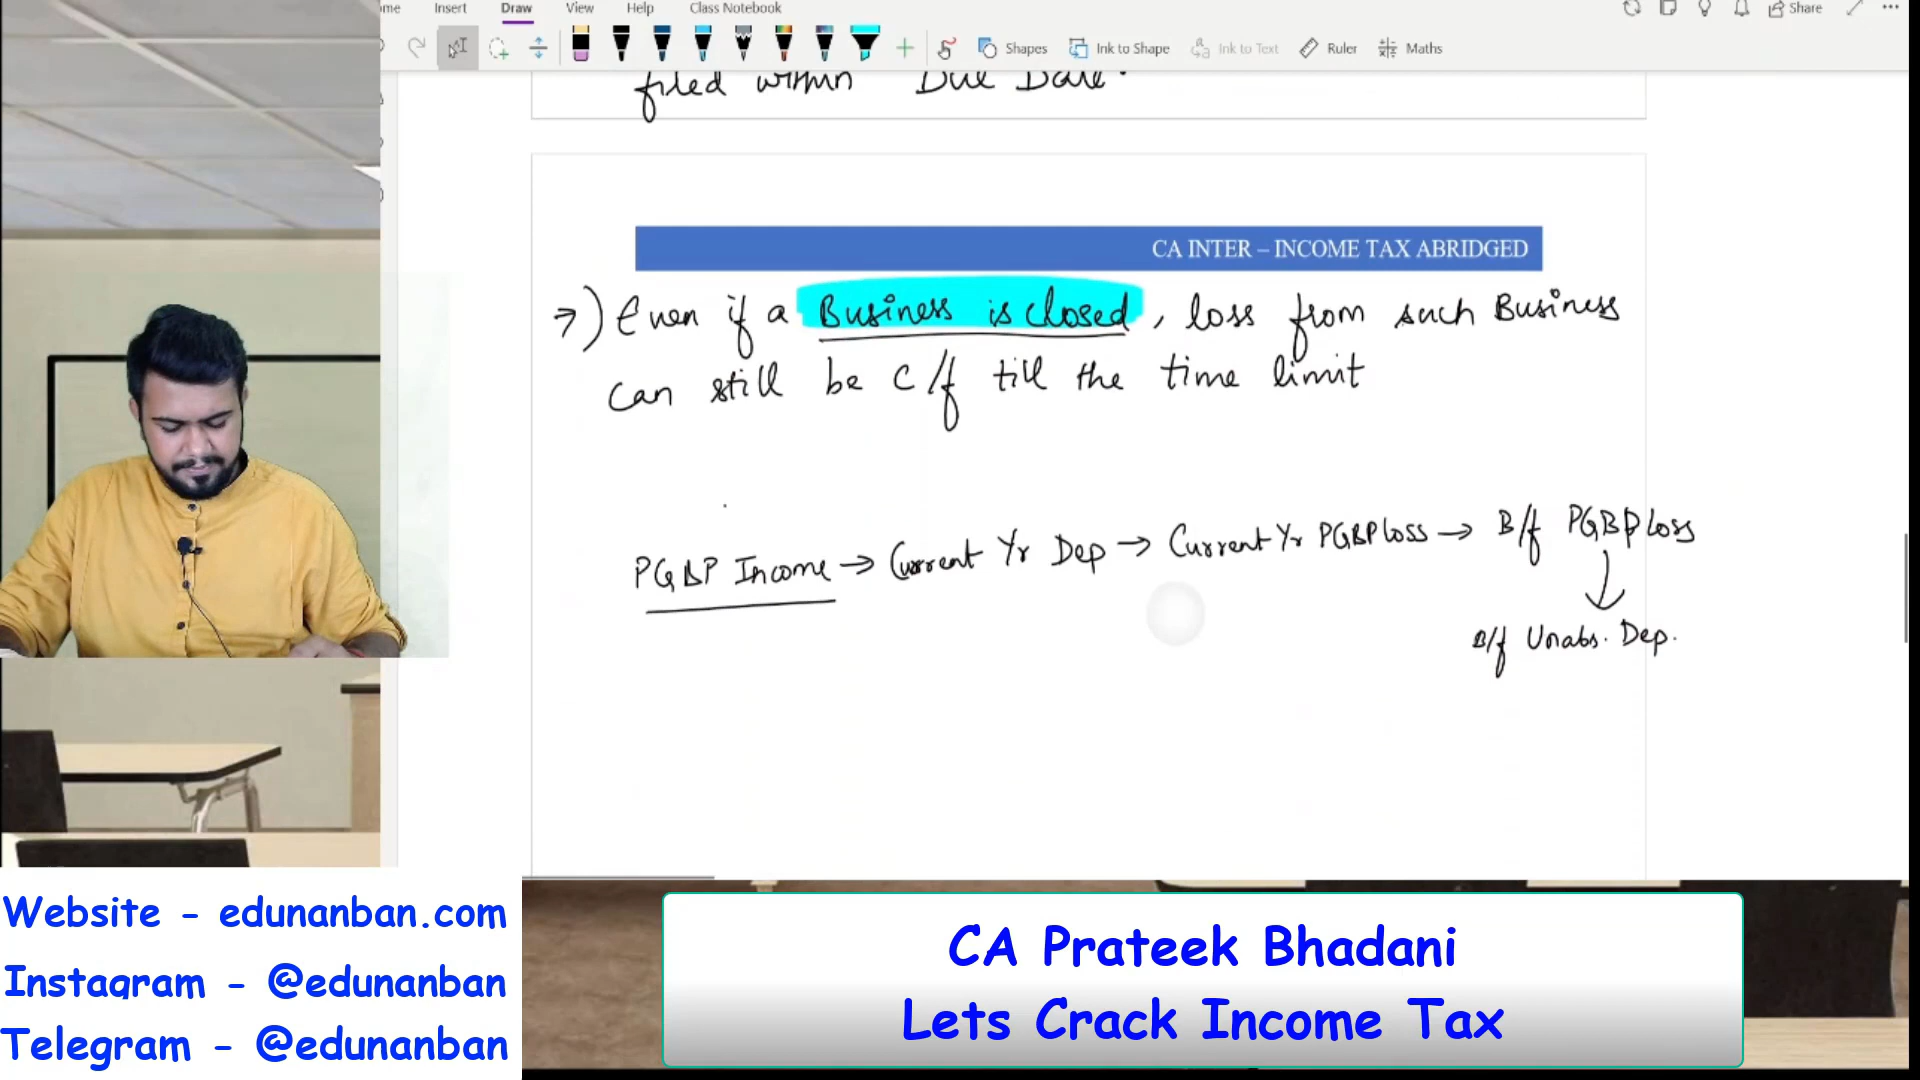 me Insert Draw View Help Class Notebook Share
Shapes Ink to Shape Ink to Text Ruler Maths
filed within Due Date.
CA INTER – INCOME TAX ABRIDGED
→) Even if a Business is closed, loss from such Business
can still be c/f till the time limit
PGBP Income → Current Yr Dep → Current Yr PGBP loss → B/f PGBP Loss
B/f Unabs. Dep.
Website - edunanban.com
Instagram - @edunanban
Telegram - @edunanban
CA Prateek Bhadani
Lets Crack Income Tax